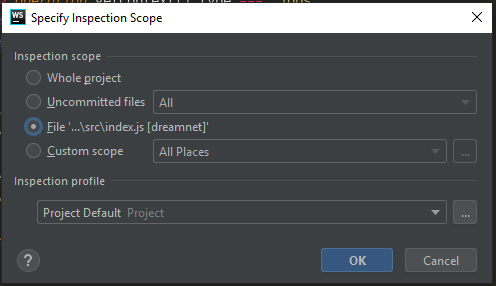 WS Specify Inspection Scope
Inspection scope
Whole project
Uncommitted files All
File '...\src\index.js [dreamnet]'
Custom scope All Places ...
Inspection profile
Project Default Project ...
? OK Cancel